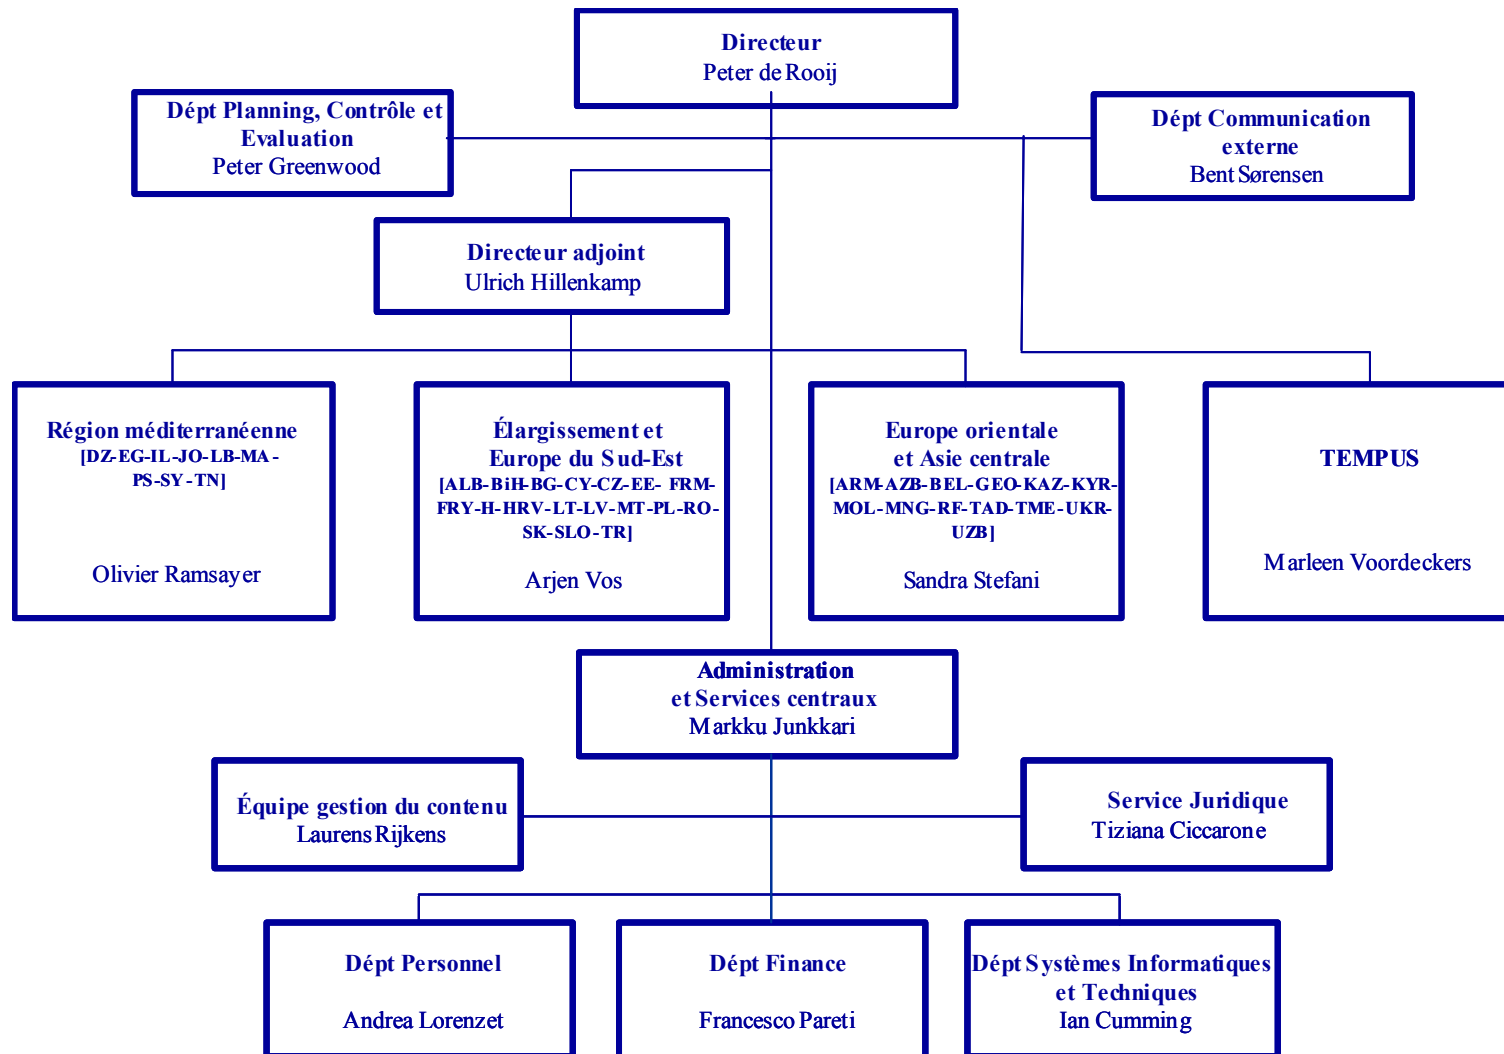 Directeur
Peter de Rooij
Dépt Planning, Contrôle et
Evaluation
Peter Greenwood
Dépt Communication
externe
Bent Sørensen
Directeur adjoint
Ulrich Hillenkamp
Région méditerranéenne
[DZ-EG-IL-JO-LB-MA-
PS-SY-TN]
Olivier Ramsayer
Élargissement et
Europe du Sud-Est
[ALB-BiH-BG-CY-CZ-EE- FRM-
FRY-H-HRV-LT-LV-MT-PL-RO-
SK-SLO-TR]
Arjen Vos
Europe orientale
et Asie centrale
[ARM-AZB-BEL-GEO-KAZ-KYR-
MOL-MNG-RF-TAD-TME-UKR-
UZB]
Sandra Stefani
TEMPUS
Marleen Voordeckers
Administration
et Services centraux
Markku Junkkari
Équipe gestion du contenu
Laurens Rijkens
Service Juridique
Tiziana Ciccarone
Dépt Personnel
Andrea Lorenzet
Dépt Finance
Francesco Pareti
Dépt Systèmes Informatiques
et Techniques
Ian Cumming